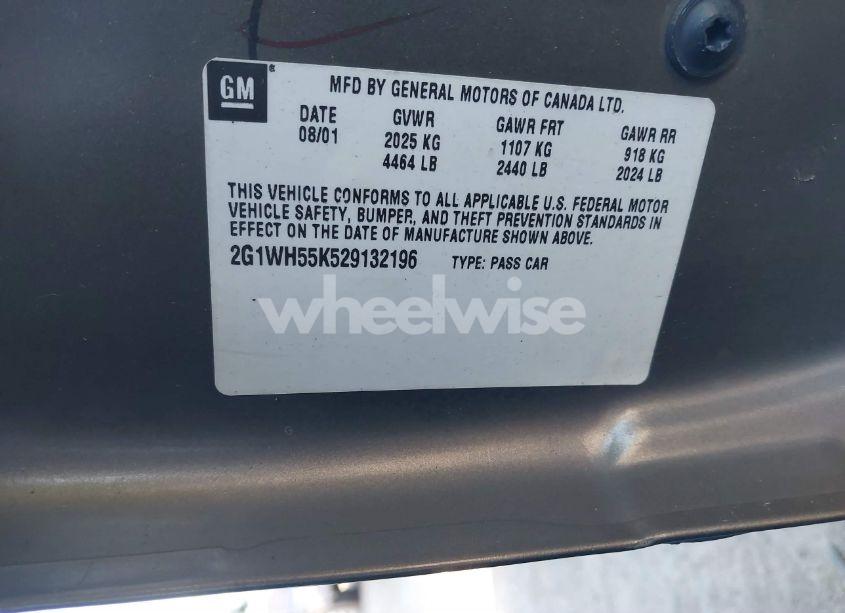 GM
MFD BY GENERAL MOTORS OF CANADA LTD.
DATE GVWR GAWR FRT GAWR RR
08/01 2025 KG 1107 KG 918 KG
4464 LB 2440 LB 2024 LB
THIS VEHICLE CONFORMS TO ALL APPLICABLE U.S. FEDERAL MOTOR
VEHICLE SAFETY, BUMPER, AND THEFT PREVENTION STANDARDS IN
EFFECT ON THE DATE OF MANUFACTURE SHOWN ABOVE.
2G1WH55K529132196 TYPE: PASS CAR
wheelwise